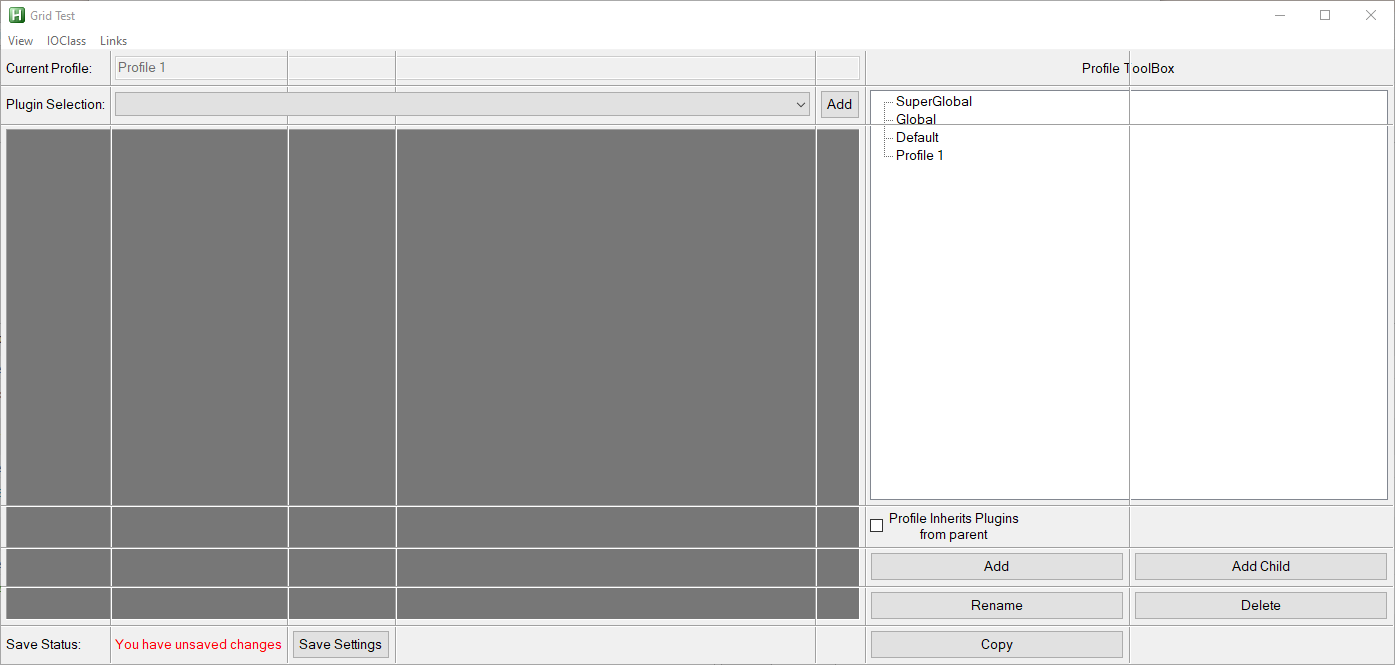 Grid Test
View IOClass Links
Current Profile: Profile 1
Profile ToolBox
Plugin Selection: Add
SuperGlobal
Global
Default
Profile 1
Profile Inherits Plugins
from parent
Add Add Child
Rename Delete
Save Status: You have unsaved changes Save Settings Copy